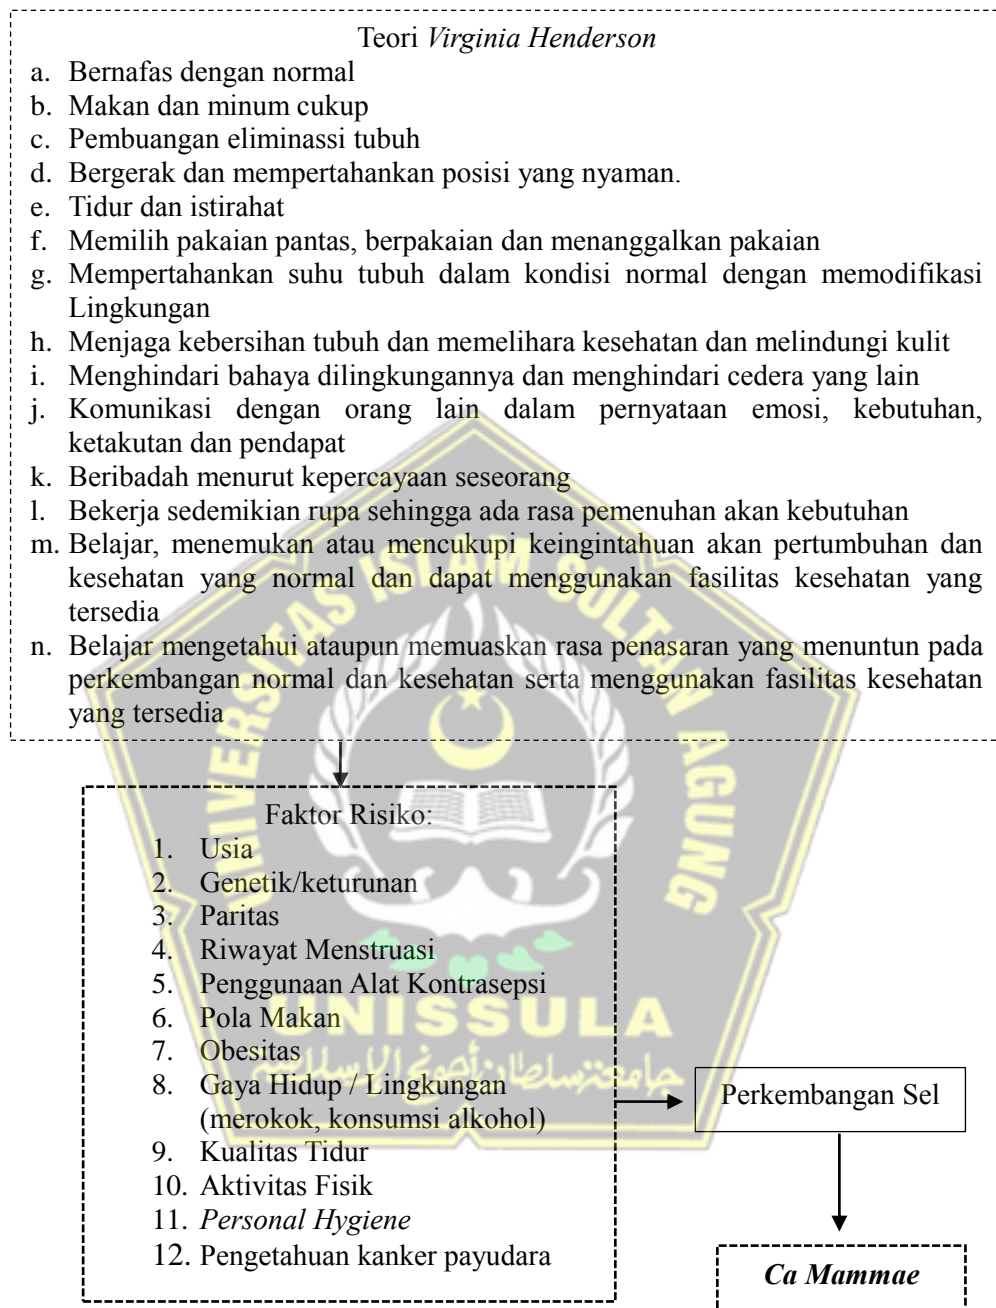 Teori Virginia Henderson
a. Bernafas dengan normal
b. Makan dan minum cukup
c. Pembuangan eliminassi tubuh
d. Bergerak dan mempertahankan posisi yang nyaman.
e. Tidur dan istirahat
f. Memilih pakaian pantas, berpakaian dan menanggalkan pakaian
g. Mempertahankan suhu tubuh dalam kondisi normal dengan memodifikasi
Lingkungan
h. Menjaga kebersihan tubuh dan memelihara kesehatan dan melindungi kulit
i. Menghindari bahaya dilingkungannya dan menghindari cedera yang lain
j. Komunikasi dengan orang lain dalam pernyataan emosi, kebutuhan,
ketakutan dan pendapat
k. Beribadah menurut kepercayaan seseorang
l. Bekerja sedemikian rupa sehingga ada rasa pemenuhan akan kebutuhan
m. Belajar, menemukan atau mencukupi keingintahuan akan pertumbuhan dan
kesehatan yang normal dan dapat menggunakan fasilitas kesehatan yang
tersedia
n. Belajar mengetahui ataupun memuaskan rasa penasaran yang menuntun pada
perkembangan normal dan kesehatan serta menggunakan fasilitas kesehatan
yang tersedia
UNIVERSITAS ISLAM SULTAN AGUNG
Faktor Risiko:
1. Usia
2. Genetik/keturunan
3. Paritas
4. Riwayat Menstruasi
5. Penggunaan Alat Kontrasepsi
6. Pola Makan
7. Obesitas
8. Gaya Hidup / Lingkungan
(merokok, konsumsi alkohol)
9. Kualitas Tidur
10. Aktivitas Fisik
11. Personal Hygiene
12. Pengetahuan kanker payudara
UNISSULA
جامعنسلطان أجونج الإسلامية
Perkembangan Sel
Ca Mammae